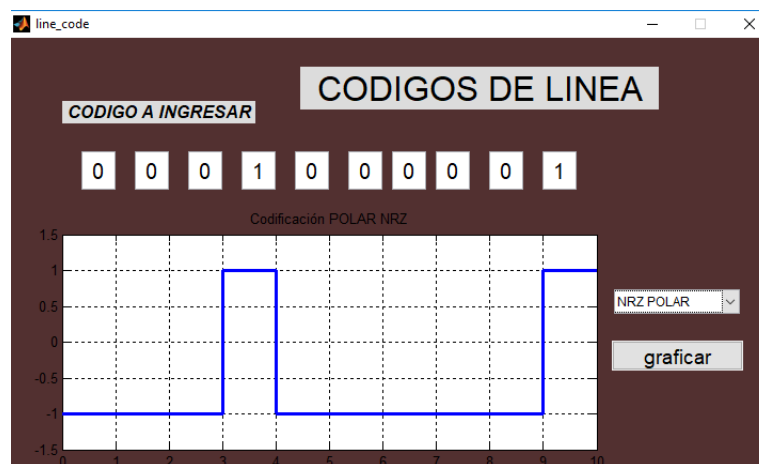 line_code
CODIGOS DE LINEA
CODIGO A INGRESAR
0 0 0 1 0 0 0 0 0 1
Codificación POLAR NRZ
1.5
1
0.5
0
-0.5
-1
-1.5
0 1 2 3 4 5 6 7 8 9 10
NRZ POLAR
graficar